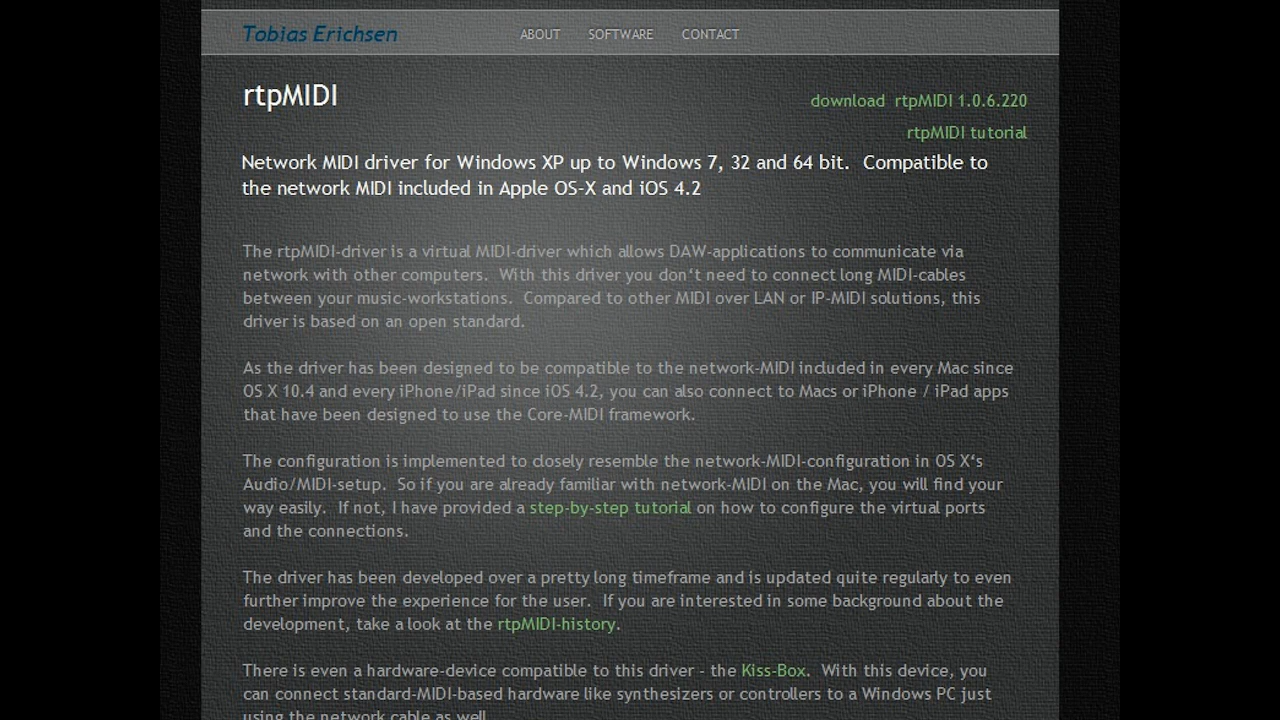 Tobias Erichsen
ABOUT
SOFTWARE
CONTACT
rtpMIDI
download rtpMIDI 1.0.6.220
rtpMIDI tutorial
Network MIDI driver for Windows XP up to Windows 7, 32 and 64 bit. Compatible to
the network MIDI included in Apple OS-X and iOS 4.2
The rtpMIDI-driver is a virtual MIDI-driver which allows DAW-applications to communicate via
network with other computers. With this driver you don‘t need to connect long MIDI-cables
between your music-workstations. Compared to other MIDI over LAN or IP-MIDI solutions, this
driver is based on an open standard.
As the driver has been designed to be compatible to the network-MIDI included in every Mac since
OS X 10.4 and every iPhone/iPad since iOS 4.2, you can also connect to Macs or iPhone / iPad apps
that have been designed to use the Core-MIDI framework.
The configuration is implemented to closely resemble the network-MIDI-configuration in OS X‘s
Audio/MIDI-setup. So if you are already familiar with network-MIDI on the Mac, you will find your
way easily. If not, I have provided a step-by-step tutorial on how to configure the virtual ports
and the connections.
The driver has been developed over a pretty long timeframe and is updated quite regularly to even
further improve the experience for the user. If you are interested in some background about the
development, take a look at the rtpMIDI-history.
There is even a hardware-device compatible to this driver - the Kiss-Box. With this device, you
can connect standard-MIDI-based hardware like synthesizers or controllers to a Windows PC just
using the network cable as well